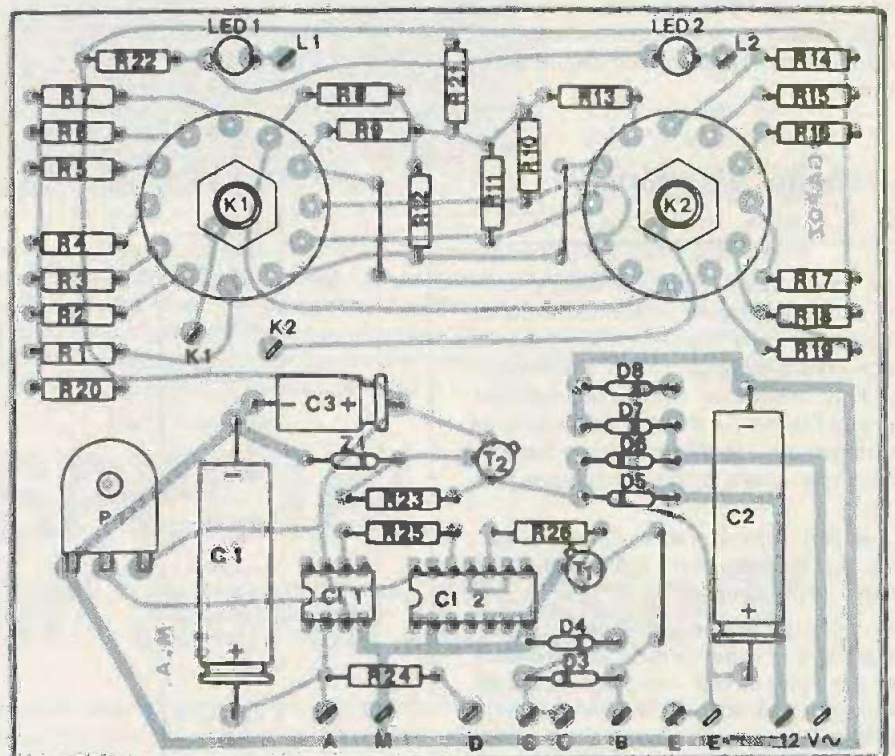 LED 1 L1 LED 2 L2
R22 R21 R14
R7 R8 R13 R15
R6 R9 R10 R16
R5 R11
K1 R12 K2
R4
R3 R17
R2 R18
K1 K2
R1 R19
R20 D8
- C3 + D7 -
Z1 T2 D6
- D5
P R23 C2
C1 R25 R26
CI 1 CI 2 T1
D4 +
+ R24 D3
A M D C C B E E 12 V~